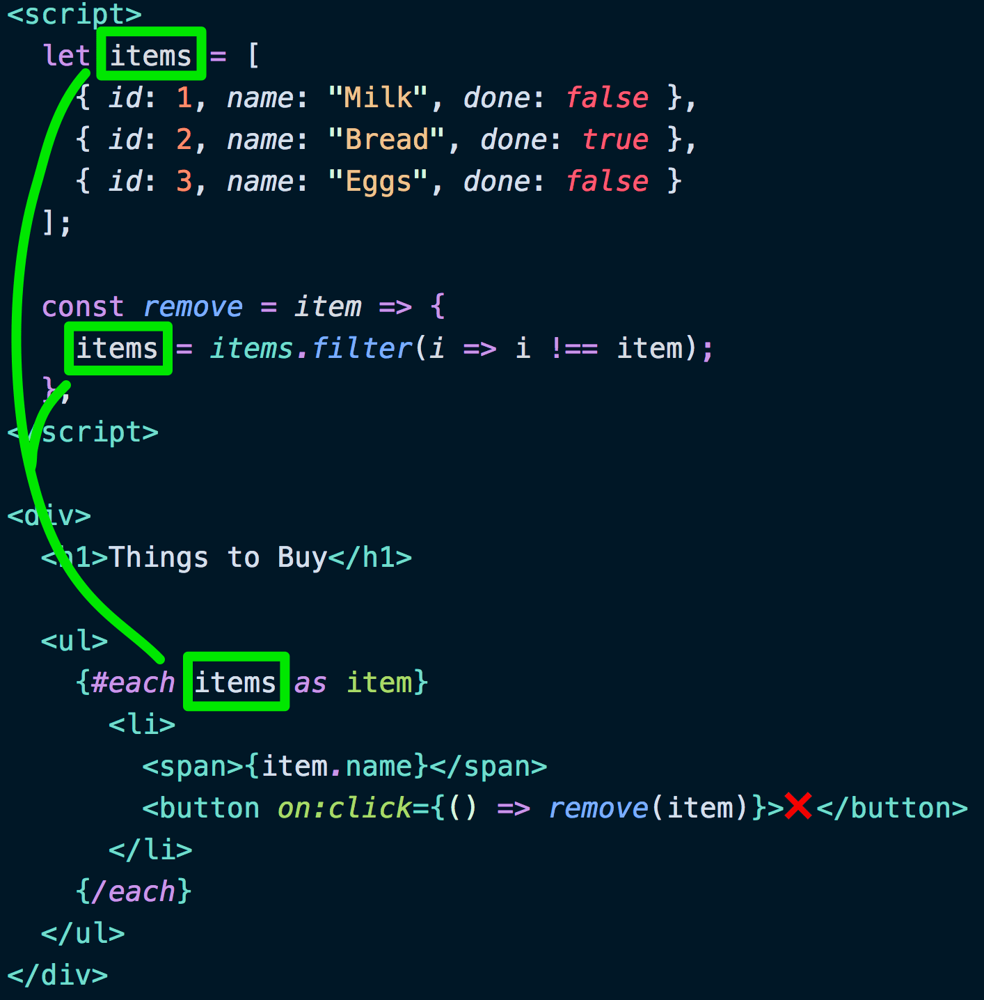 <script>
let items = [
{ id: 1, name: "Milk", done: false },
{ id: 2, name: "Bread", done: true },
{ id: 3, name: "Eggs", done: false }
];
const remove = item => {
items = items.filter(i => i !== item);
};
</script>
<div>
<h1>Things to Buy</h1>
<ul>
{#each items as item}
<li>
<span>{item.name}</span>
<button on:click={() => remove(item)}>❌</button>
</li>
{/each}
</ul>
</div>